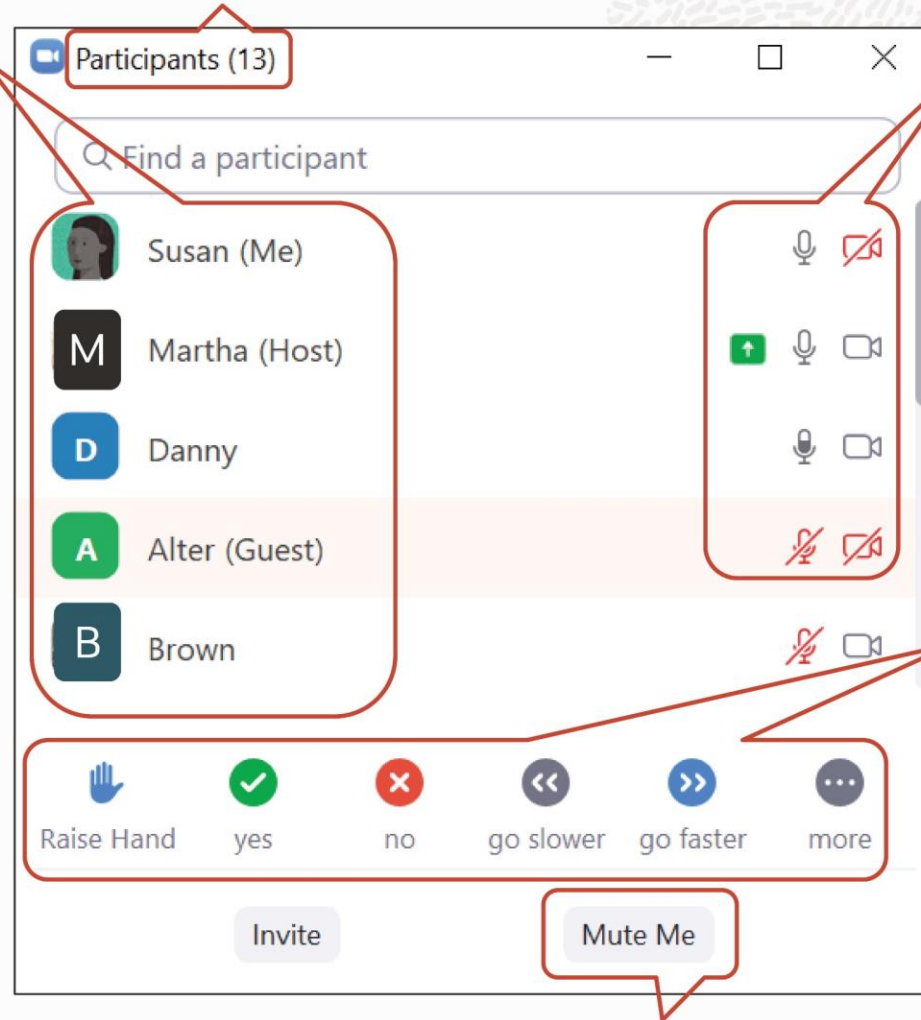 Participants (13)
Find a participant
Susan (Me)
M Martha (Host)
D Danny
A Alter (Guest)
B Brown
Raise Hand yes no go slower go faster more
Invite Mute Me